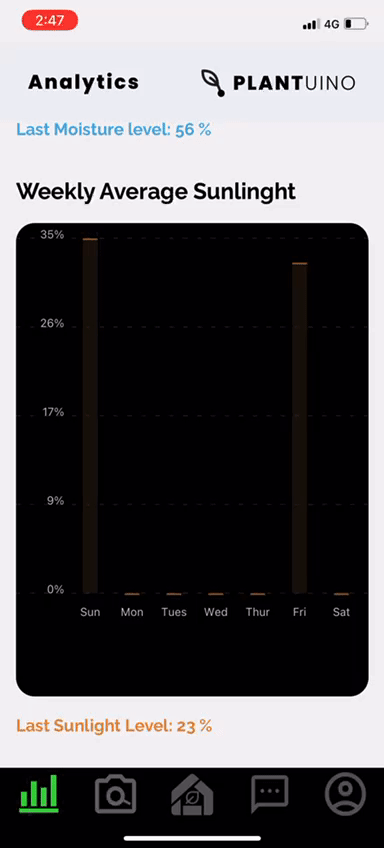 2:47
4G
Analytics
PLANTUINO
Last Moisture level: 56 %
Weekly Average Sunlinght
35%
26%
17%
9%
0%
Sun Mon Tues Wed Thur Fri Sat
Last Sunlight Level: 23 %